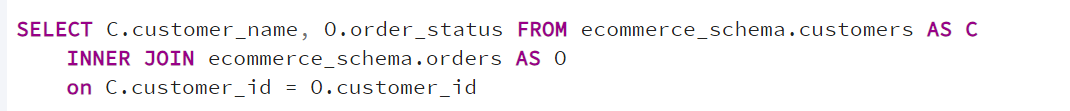 SELECT C.customer_name, O.order_status FROM ecommerce_schema.customers AS C
INNER JOIN ecommerce_schema.orders AS O
on C.customer_id = O.customer_id